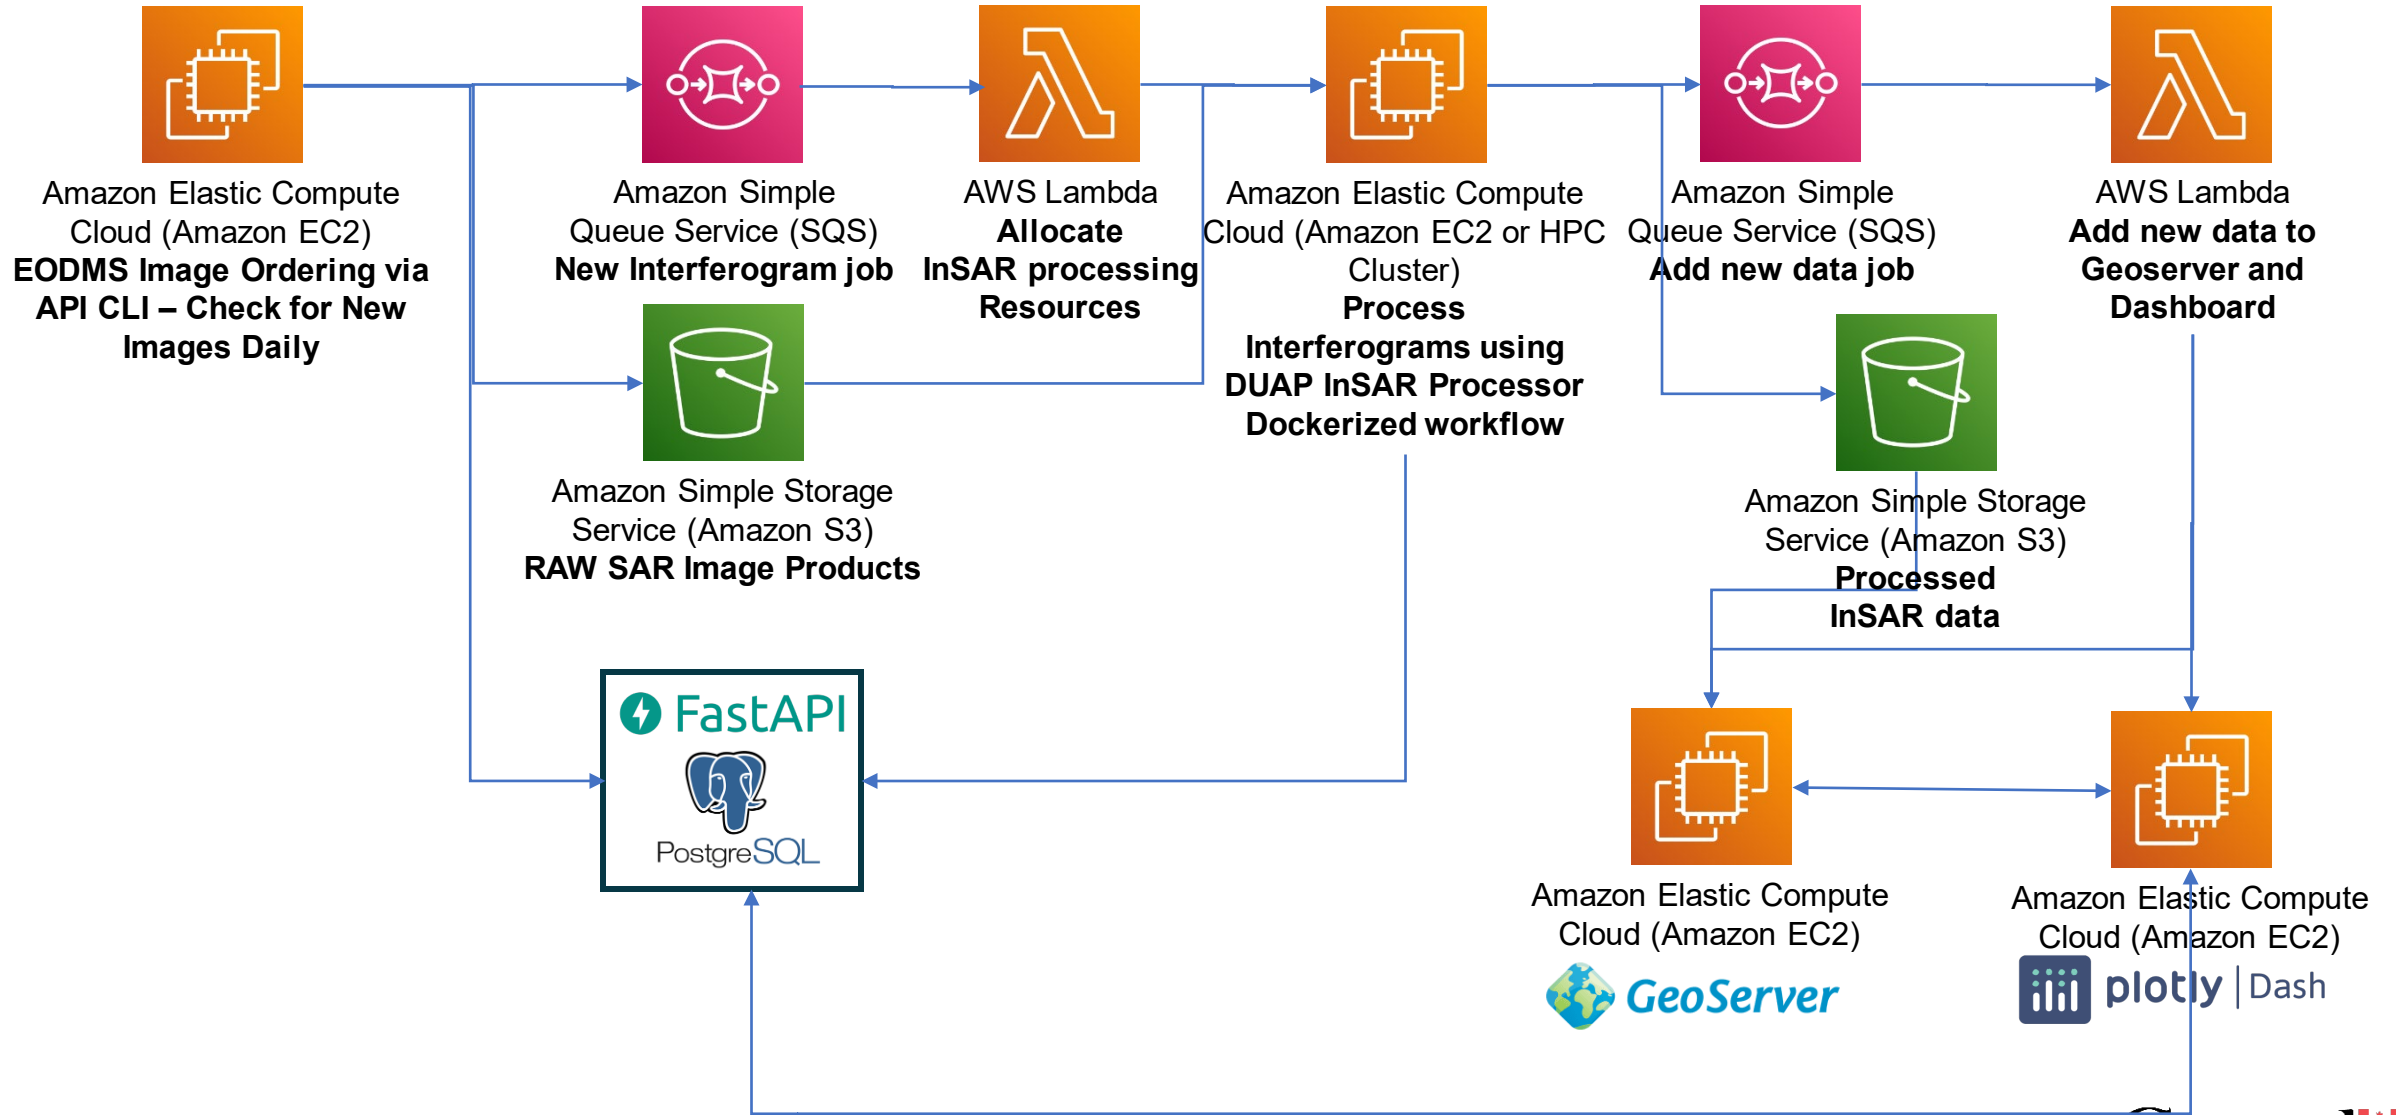 Amazon Elastic Compute
Cloud (Amazon EC2)
EODMS Image Ordering via
API CLI – Check for New
Images Daily
Amazon Simple
Queue Service (SQS)
New Interferogram job
AWS Lambda
Allocate
InSAR processing
Resources
Amazon Elastic Compute
Cloud (Amazon EC2 or HPC
Cluster)
Process
Interferograms using
DUAP InSAR Processor
Dockerized workflow
Amazon Simple
Queue Service (SQS)
Add new data job
AWS Lambda
Add new data to
Geoserver and
Dashboard
Amazon Simple Storage
Service (Amazon S3)
RAW SAR Image Products
Amazon Simple Storage
Service (Amazon S3)
Processed
InSAR data
FastAPI
PostgreSQL
Amazon Elastic Compute
Cloud (Amazon EC2)
GeoServer
Amazon Elastic Compute
Cloud (Amazon EC2)
plotly | Dash